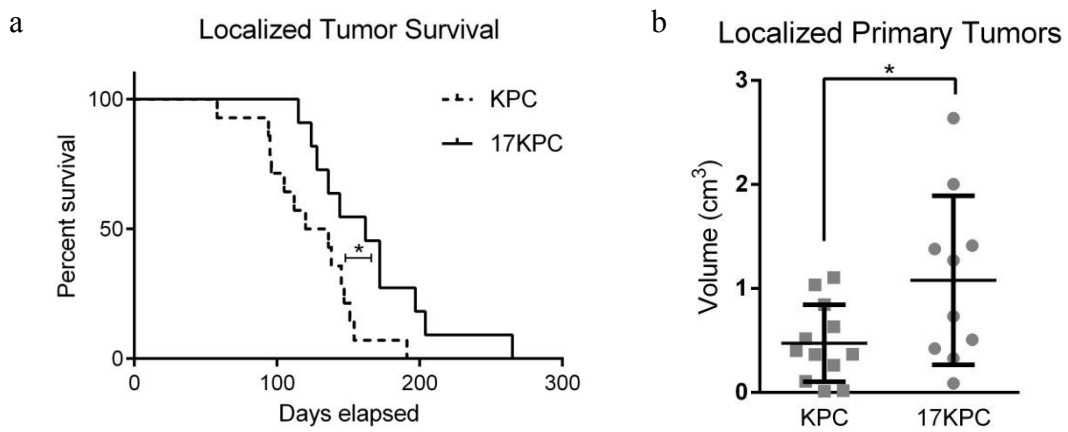 a
Localized Tumor Survival
Percent survival
100
50
0
KPC
17KPC
*
0 100 200 300
Days elapsed
b
Localized Primary Tumors
*
Volume (cm³)
3
2
1
0
KPC 17KPC